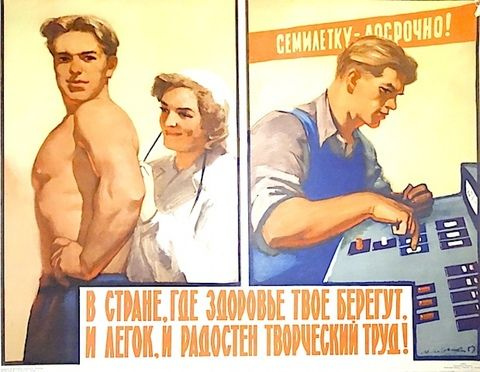 СЕМИЛЕТКУ - ДОСРОЧНО!
В СТРАНЕ, ГДЕ ЗДОРОВЬЕ ТВОЕ БЕРЕГУТ,
И ЛЕГОК, И РАДОСТЕН ТВОРЧЕСКИЙ ТРУД!